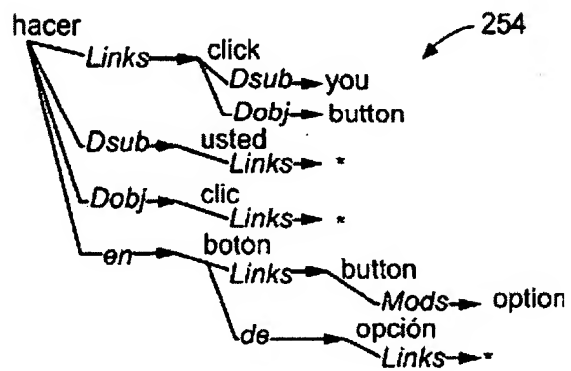 hacer
254
Links click
Dsub you
Dobj button
Dsub usted
Links *
Dobj clic
Links *
en botón
Links button
Mods option
de opción
Links *